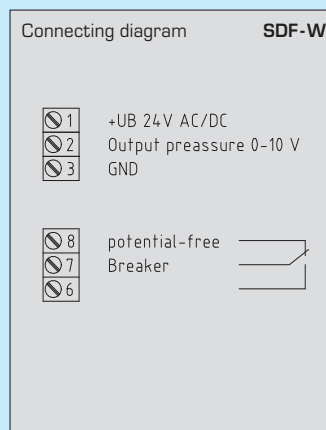 Connecting diagram SDF-W
1 +UB 24V AC/DC
2 Output preassure 0-10 V
3 GND
8 potential-free
7 Breaker
6